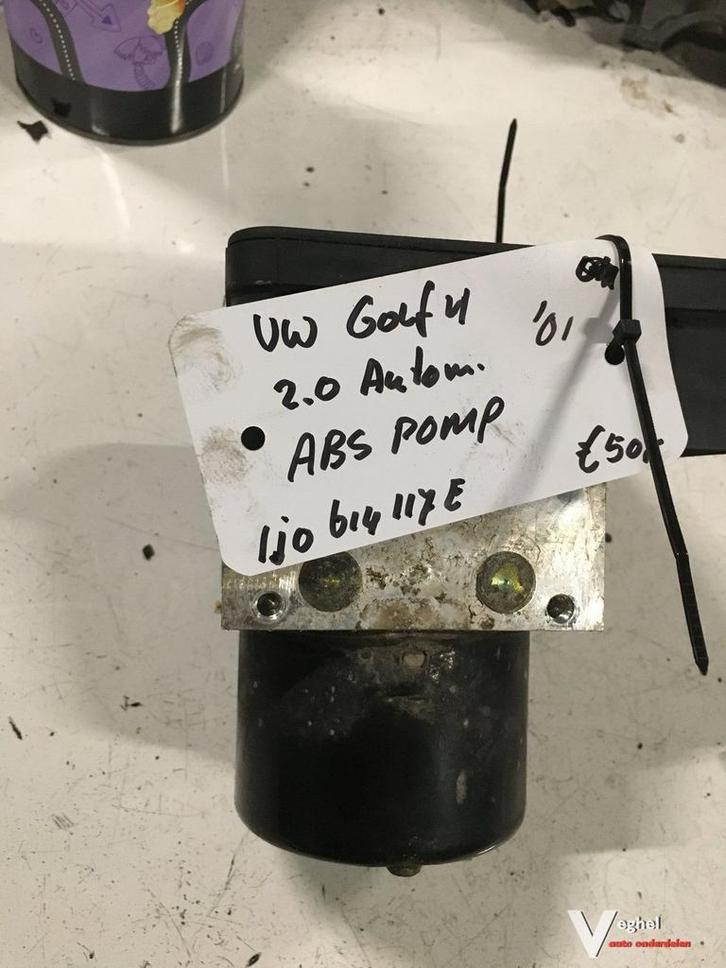 VW Golf 4 '01
2.0 Autom.
ABS POMP €50,-
1j0 614 117 E
Veghel
auto onderdelen